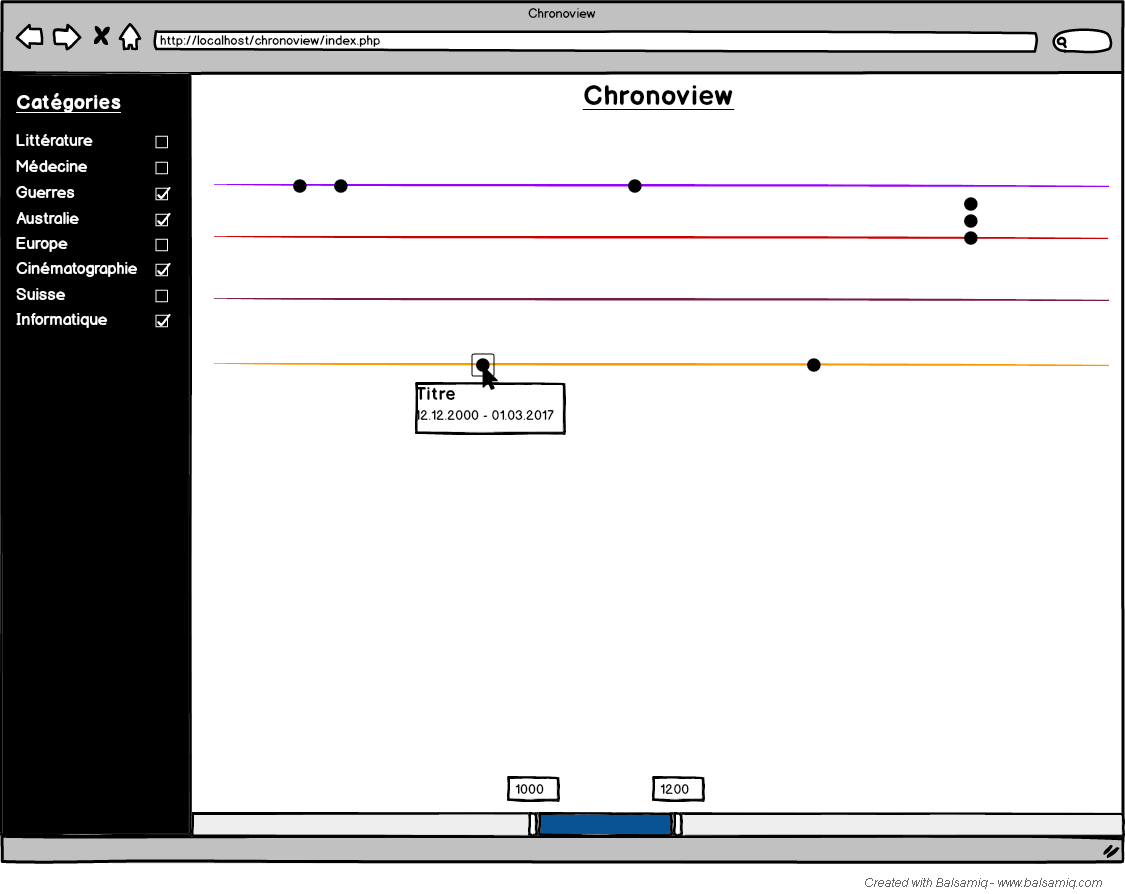 Chronoview
http://localhost/chronoview/index.php
Catégories
Littérature
Médecine
Guerres
Australie
Europe
Cinématographie
Suisse
Informatique
Chronoview
Titre
12.12.2000 - 01.03.2017
1000
1200
Created with Balsamiq - www.balsamiq.com